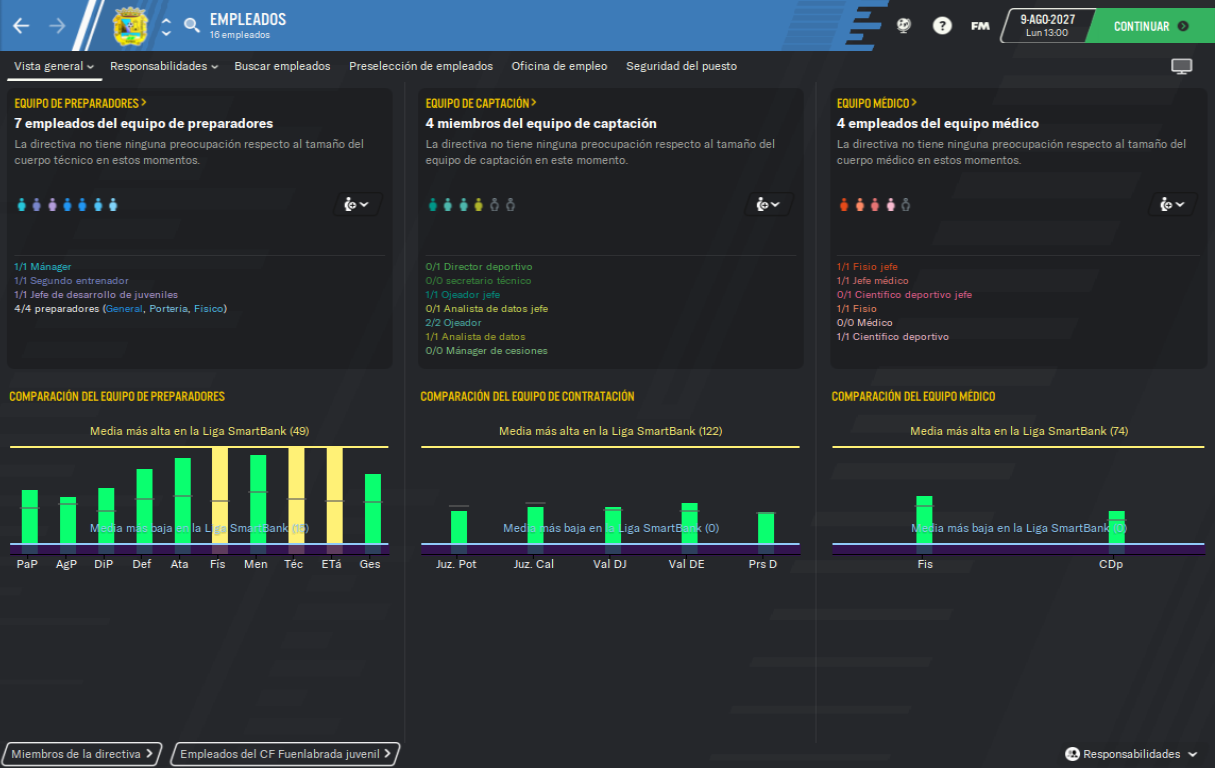 EMPLEADOS
16 empleados
?
FM
9-AGO-2027
Lun 13:00
CONTINUAR
Vista general
Responsabilidades
Buscar empleados
Preselección de empleados
Oficina de empleo
Seguridad del puesto
EQUIPO DE PREPARADORES
7 empleados del equipo de preparadores
La directiva no tiene ninguna preocupación respecto al tamaño del
cuerpo técnico en estos momentos.
1/1 Mánager
1/1 Segundo entrenador
1/1 Jefe de desarrollo de juveniles
4/4 preparadores (General, Portería, Físico)
EQUIPO DE CAPTACIÓN
4 miembros del equipo de captación
La directiva no tiene ninguna preocupación respecto al tamaño del
equipo de captación en este momento.
0/1 Director deportivo
0/0 secretario técnico
1/1 Ojeador jefe
0/1 Analista de datos jefe
2/2 Ojeador
1/1 Analista de datos
0/0 Mánager de cesiones
EQUIPO MÉDICO
4 empleados del equipo médico
La directiva no tiene ninguna preocupación respecto al tamaño del
cuerpo médico en estos momentos.
1/1 Fisio jefe
1/1 Jefe médico
0/1 Científico deportivo jefe
1/1 Fisio
0/0 Médico
1/1 Científico deportivo
COMPARACIÓN DEL EQUIPO DE PREPARADORES
Media más alta en la Liga SmartBank (49)
Media más baja en la Liga SmartBank (15)
PaP AgP DiP Def Ata Fís Men Téc ETá Ges
COMPARACIÓN DEL EQUIPO DE CONTRATACIÓN
Media más alta en la Liga SmartBank (122)
Media más baja en la Liga SmartBank (0)
Juz. Pot Juz. Cal Val DJ Val DE Prs D
COMPARACIÓN DEL EQUIPO MÉDICO
Media más alta en la Liga SmartBank (74)
Media más baja en la Liga SmartBank (0)
Fis CDp
Miembros de la directiva
Empleados del CF Fuenlabrada juvenil
Responsabilidades